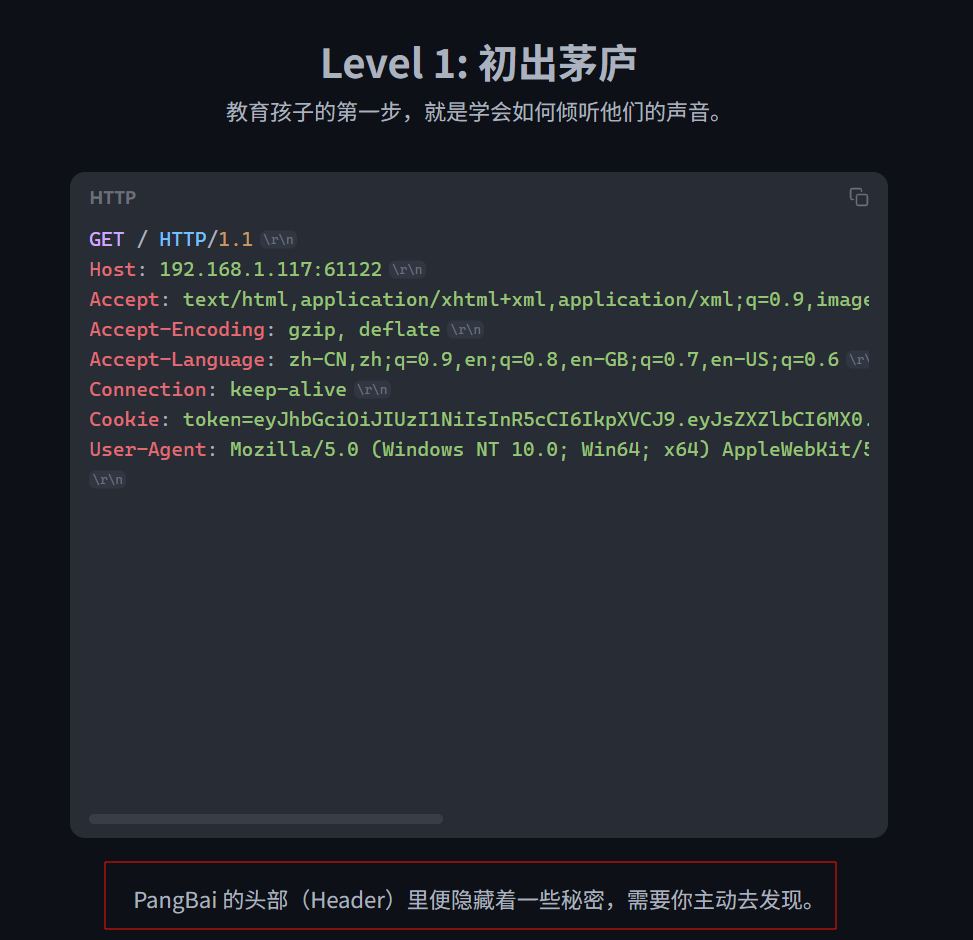 Level 1: 初出茅庐
教育孩子的第一步，就是学会如何倾听他们的声音。
HTTP
GET / HTTP/1.1 \r\n
Host: 192.168.1.117:61122 \r\n
Accept: text/html,application/xhtml+xml,application/xml;q=0.9,image
Accept-Encoding: gzip, deflate \r\n
Accept-Language: zh-CN,zh;q=0.9,en;q=0.8,en-GB;q=0.7,en-US;q=0.6 \r\
Connection: keep-alive \r\n
Cookie: token=eyJhbGciOiJIUzI1NiIsInR5cCI6IkpXVCJ9.eyJsZXZlbCI6MX0.
User-Agent: Mozilla/5.0 (Windows NT 10.0; Win64; x64) AppleWebKit/5
\r\n
PangBai 的头部（Header）里便隐藏着一些秘密，需要你主动去发现。